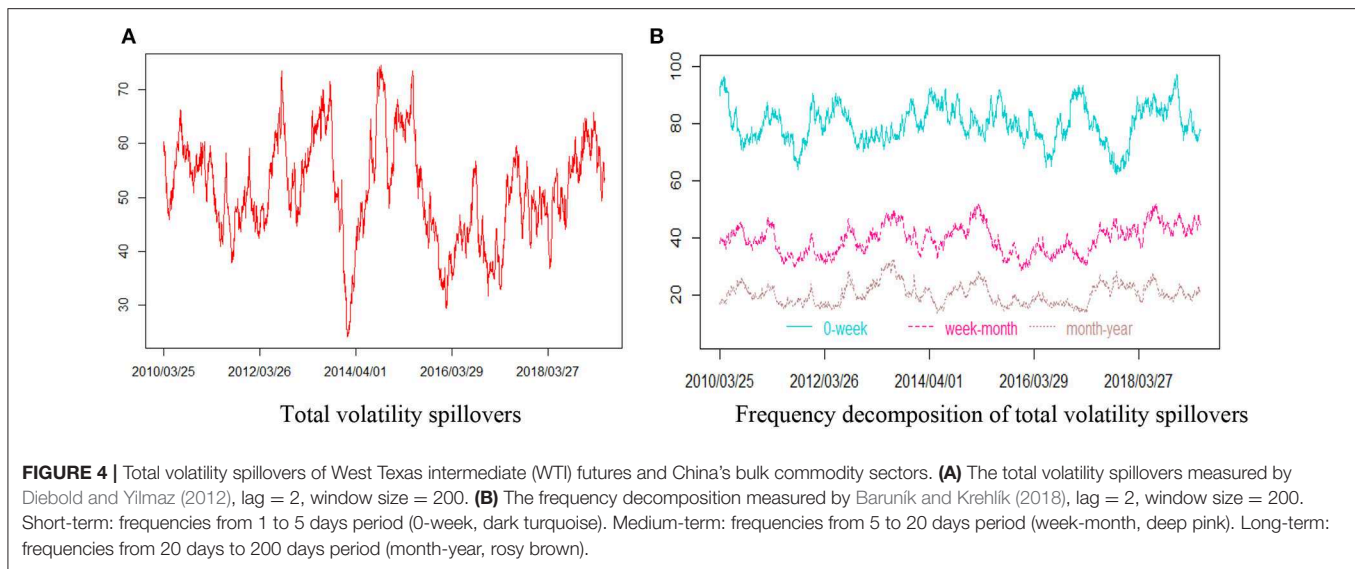 A
70
60
50
40
30
2010/03/25 2012/03/26 2014/04/01 2016/03/29 2018/03/27
Total volatility spillovers
B
100
80
60
40
20
0-week week-month month-year
2010/03/25 2012/03/26 2014/04/01 2016/03/29 2018/03/27
Frequency decomposition of total volatility spillovers
FIGURE 4 | Total volatility spillovers of West Texas intermediate (WTI) futures and China's bulk commodity sectors. (A) The total volatility spillovers measured by
Diebold and Yilmaz (2012), lag = 2, window size = 200. (B) The frequency decomposition measured by Baruník and Krehlík (2018), lag = 2, window size = 200.
Short-term: frequencies from 1 to 5 days period (0-week, dark turquoise). Medium-term: frequencies from 5 to 20 days period (week-month, deep pink). Long-term:
frequencies from 20 days to 200 days period (month-year, rosy brown).